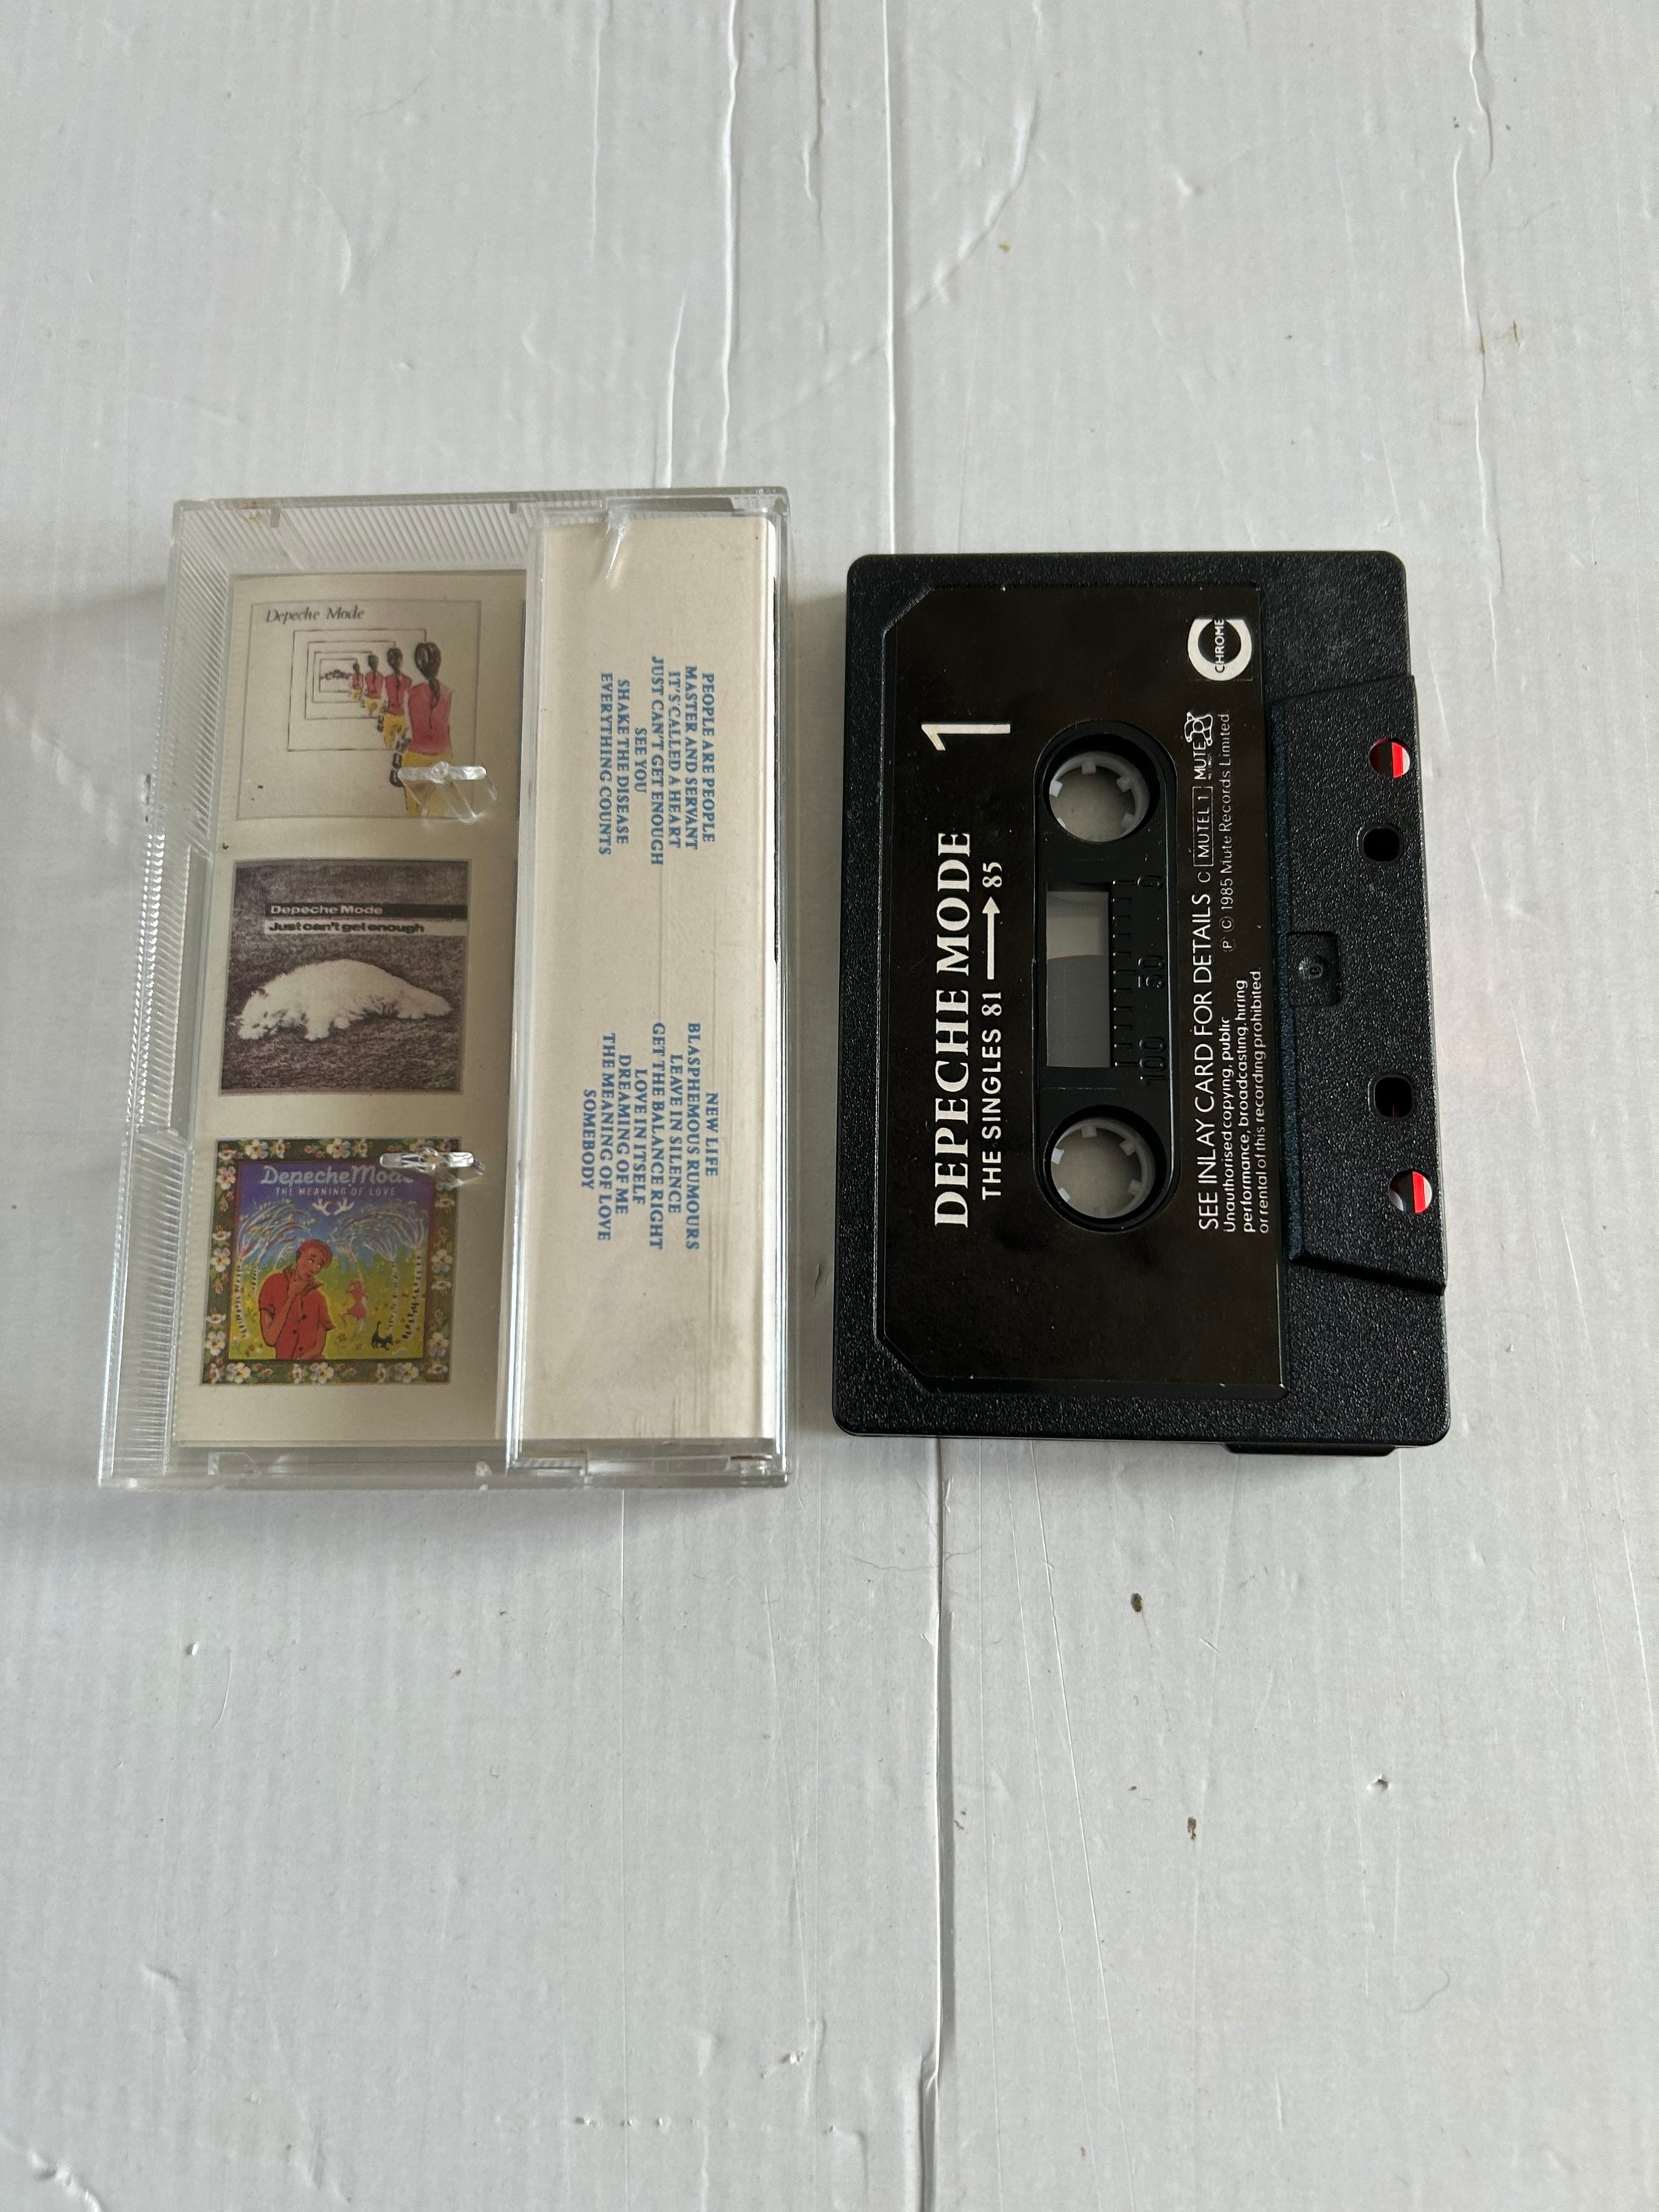 Depeche Mode
Depeche Mode
Just can't get enough
Depeche Mode
THE MEANING OF LOVE
PEOPLE ARE PEOPLE
MASTER AND SERVANT
IT'S CALLED A HEART
JUST CAN'T GET ENOUGH
SEE YOU
SHAKE THE DISEASE
EVERYTHING COUNTS
NEW LIFE
BLASPHEMOUS RUMOURS
LEAVE IN SILENCE
GET THE BALANCE RIGHT
LOVE IN ITSELF
DREAMING OF ME
THE MEANING OF LOVE
SOMEBODY
DEPECHE MODE 1
THE SINGLES 81 → 85
100 50 0
SEE INLAY CARD FOR DETAILS C MUTEL 1 MUTE
Unauthorised copying, public
performance, broadcasting, hiring
or rental of this recording prohibited
Ⓟ Ⓒ 1985 Mute Records Limited
CHROME